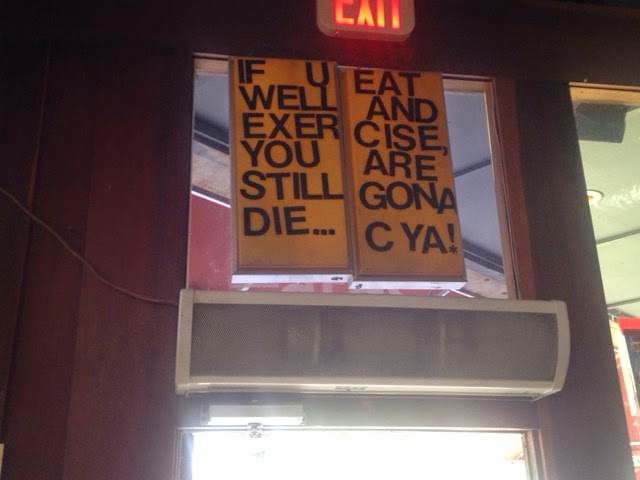 EXIT
IF U EAT
WELL AND
EXER CISE,
YOU ARE
STILL GONA
DIE... C YA!